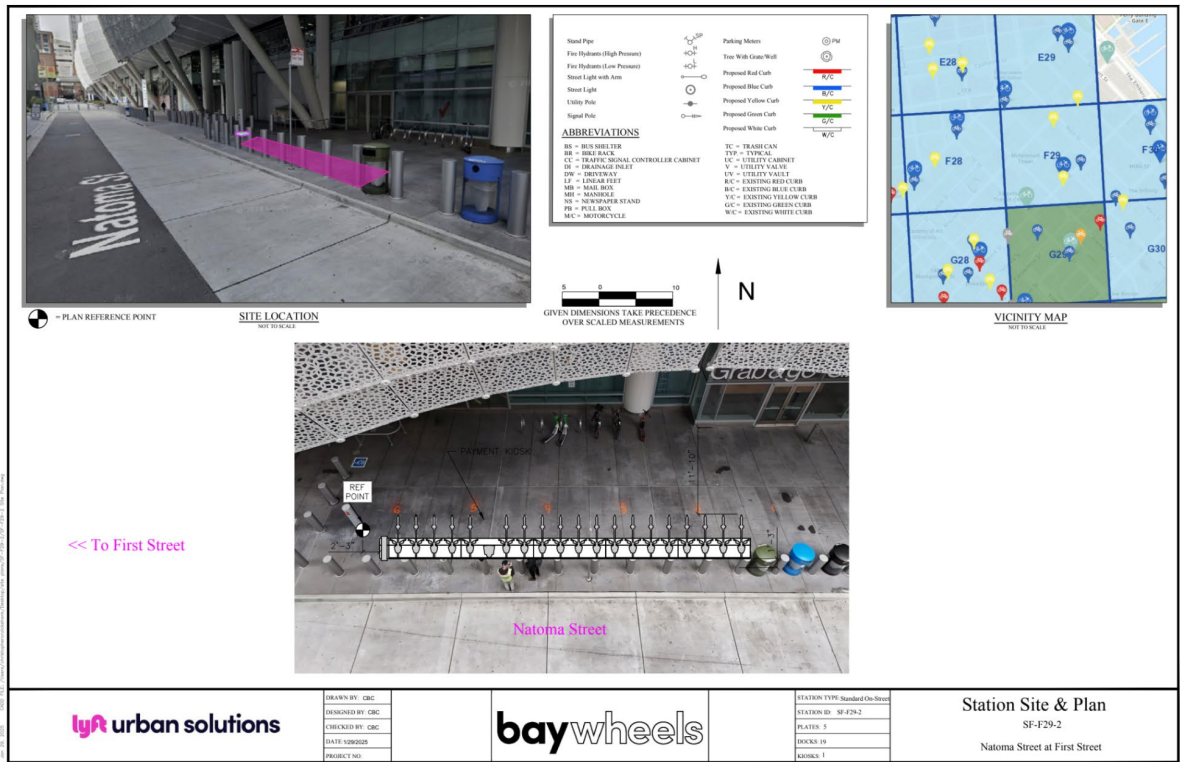 NATOMA
Stand Pipe
SP
Fire Hydrants (High Pressure)
H
Fire Hydrants (Low Pressure)
L
Street Light with Arm
Street Light
Utility Pole
Signal Pole
Parking Meters
PM
Tree With Grate/Well
Proposed Red Curb
R/C
Proposed Blue Curb
B/C
Proposed Yellow Curb
Y/C
Proposed Green Curb
G/C
Proposed White Curb
W/C
ABBREVIATIONS
BS = BUS SHELTER
BR = BIKE RACK
CC = TRAFFIC SIGNAL CONTROLLER CABINET
DI = DRAINAGE INLET
DW = DRIVEWAY
LF = LINEAR FEET
MB = MAIL BOX
MH = MANHOLE
NS = NEWSPAPER STAND
PB = PULL BOX
M/C = MOTORCYCLE
TC = TRASH CAN
TYP = TYPICAL
UC = UTILITY CABINET
V = UTILITY VALVE
UV = UTILITY VAULT
R/C = EXISTING RED CURB
B/C = EXISTING BLUE CURB
Y/C = EXISTING YELLOW CURB
G/C = EXISTING GREEN CURB
W/C = EXISTING WHITE CURB
E28
E29
F28
F29
G28
G29
G30
= PLAN REFERENCE POINT
SITE LOCATION
NOT TO SCALE
5 0 10
GIVEN DIMENSIONS TAKE PRECEDENCE
OVER SCALED MEASUREMENTS
N
VICINITY MAP
NOT TO SCALE
Grab&go
PAYMENT KIOSK
11'-10"
REF
POINT
2'-3"
<< To First Street
Natoma Street
lyft urban solutions
DRAWN BY: CBC
DESIGNED BY: CBC
CHECKED BY: CBC
DATE: 1/29/2025
PROJECT NO:
baywheels
STATION TYPE: Standard On-Street
STATION ID: SF-F29-2
PLATES: 5
DOCKS: 19
KIOSKS: 1
Station Site & Plan
SF-F29-2
Natoma Street at First Street